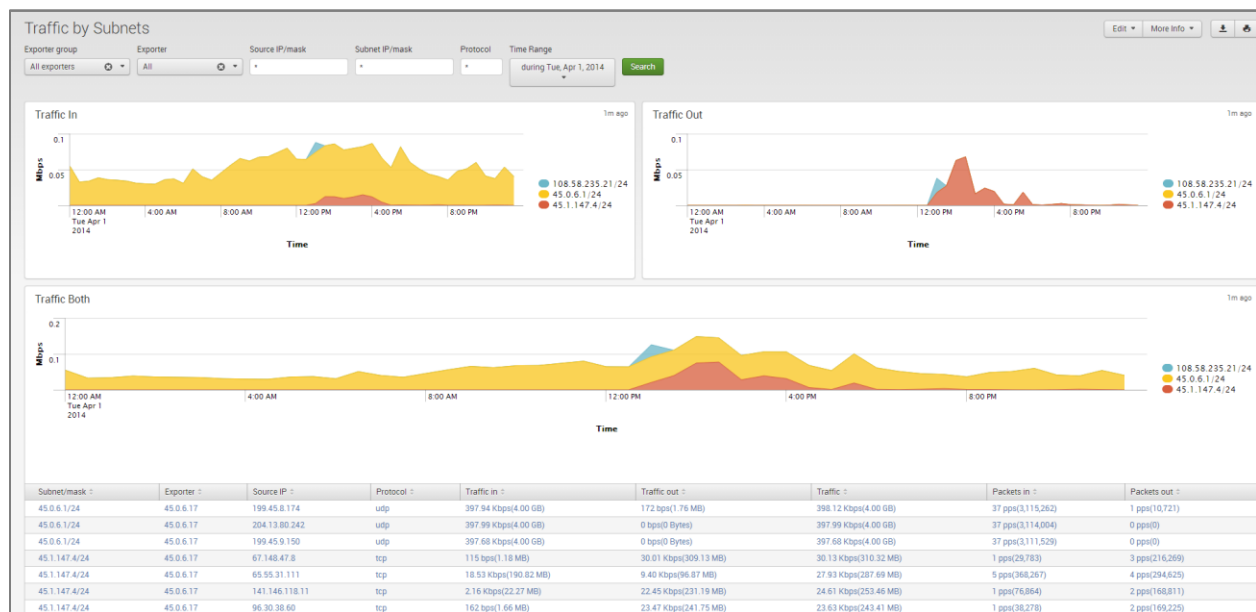 Traffic by Subnets
Edit More Info
Exporter group Exporter Source IP/mask Subnet IP/mask Protocol Time Range
All exporters All * * * during Tue, Apr 1, 2014 Search
Traffic In 1m ago
0.1
0.05
Mbps
108.58.235.21/24
45.0.6.1/24
45.1.147.4/24
12:00 AM 4:00 AM 8:00 AM 12:00 PM 4:00 PM 8:00 PM
Tue Apr 1
2014
Time
Traffic Out 1m ago
0.1
0.05
Mbps
108.58.235.21/24
45.0.6.1/24
45.1.147.4/24
12:00 AM 4:00 AM 8:00 AM 12:00 PM 4:00 PM 8:00 PM
Tue Apr 1
2014
Time
Traffic Both 1m ago
0.2
0.1
Mbps
108.58.235.21/24
45.0.6.1/24
45.1.147.4/24
12:00 AM 4:00 AM 8:00 AM 12:00 PM 4:00 PM 8:00 PM
Tue Apr 1
2014
Time
Subnet/mask Exporter Source IP Protocol Traffic in Traffic out Traffic Packets in Packets out
45.0.6.1/24 45.0.6.17 199.45.8.174 udp 397.94 Kbps(4.00 GB) 172 bps(1.76 MB) 398.12 Kbps(4.00 GB) 37 pps(3,115,262) 1 pps(10,721)
45.0.6.1/24 45.0.6.17 204.13.80.242 udp 397.99 Kbps(4.00 GB) 0 bps(0 Bytes) 397.99 Kbps(4.00 GB) 37 pps(3,114,004) 0 pps(0)
45.0.6.1/24 45.0.6.17 199.45.9.150 udp 397.68 Kbps(4.00 GB) 0 bps(0 Bytes) 397.68 Kbps(4.00 GB) 37 pps(3,111,529) 0 pps(0)
45.1.147.4/24 45.0.6.17 67.148.47.8 tcp 115 bps(1.18 MB) 30.01 Kbps(309.13 MB) 30.13 Kbps(310.32 MB) 1 pps(29,783) 3 pps(216,269)
45.1.147.4/24 45.0.6.17 65.55.31.111 tcp 18.53 Kbps(190.82 MB) 9.40 Kbps(96.87 MB) 27.93 Kbps(287.69 MB) 5 pps(368,267) 4 pps(294,625)
45.1.147.4/24 45.0.6.17 141.146.118.11 tcp 2.16 Kbps(22.27 MB) 22.45 Kbps(231.19 MB) 24.61 Kbps(253.46 MB) 1 pps(76,864) 2 pps(168,811)
45.1.147.4/24 45.0.6.17 96.30.38.60 tcp 162 bps(1.66 MB) 23.47 Kbps(241.75 MB) 23.63 Kbps(243.41 MB) 1 pps(38,278) 2 pps(169,225)